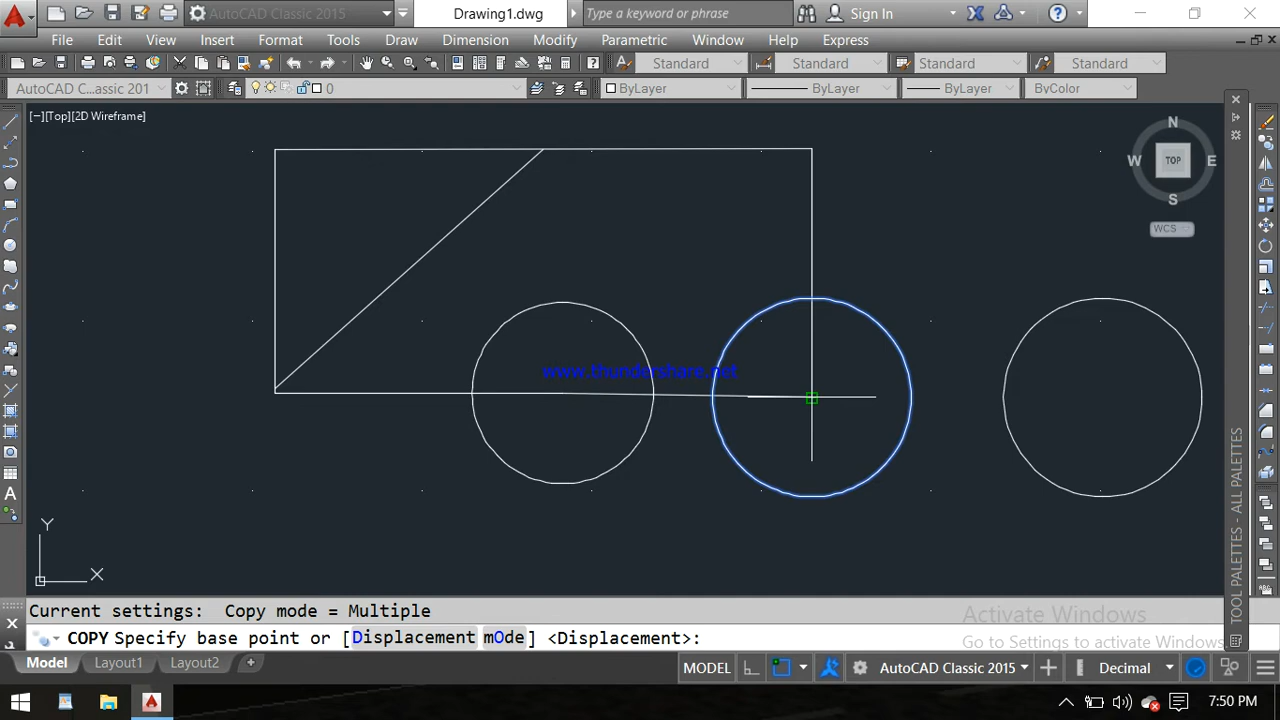 AutoCAD Classic 2015
Drawing1.dwg
Type a keyword or phrase
Sign In
File Edit View Insert Format Tools Draw Dimension Modify Parametric Window Help Express
Standard Standard Standard Standard
AutoCAD C...assic 201 0 ByLayer ByLayer ByLayer ByColor
[−][Top][2D Wireframe]
N
W TOP E
S
WCS
www.thundershare.net
TOOL PALETTES - ALL PALETTES
Y
X
Current settings: Copy mode = Multiple
COPY Specify base point or [Displacement mOde] <Displacement>:
Activate Windows
Go to Settings to activate Windows.
Model Layout1 Layout2 +
MODEL AutoCAD Classic 2015 Decimal
7:50 PM